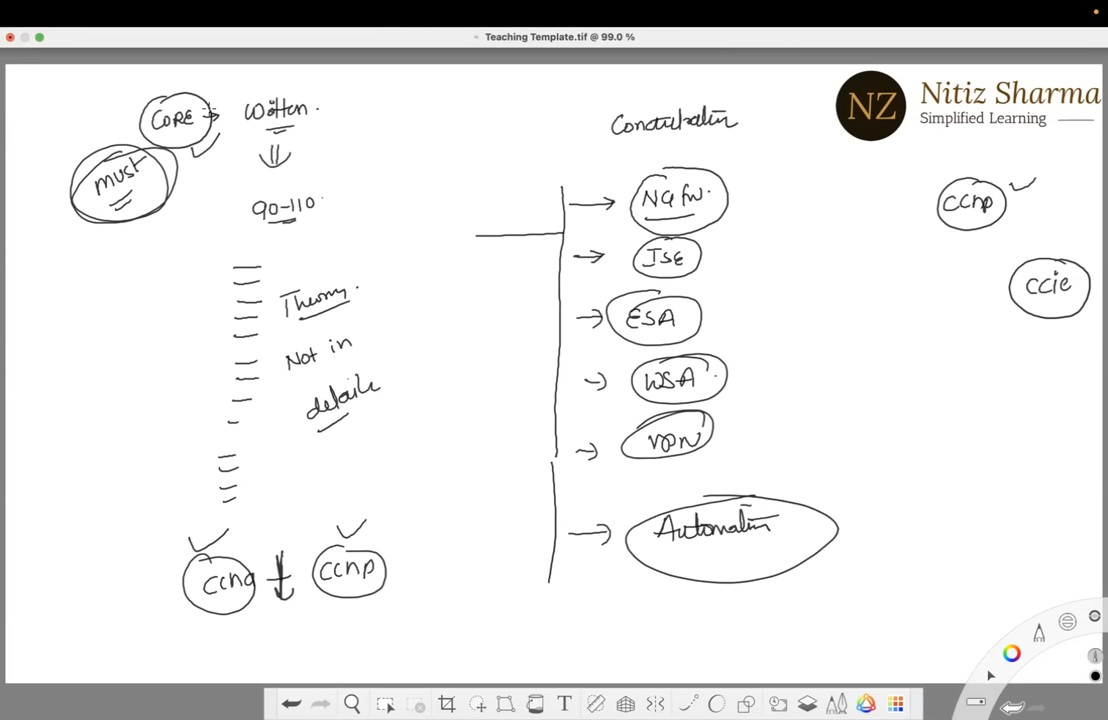 Teaching Template.tif @ 99.0 %
NZ
Nitiz Sharma
Simplified Learning
CORE
Written.
Must
90-110
Theory.
Not in
details
CCNA
CCNP
NGfw.
ISE
ESA
WSA
VPN
Automation
CCNP
CCIE
T